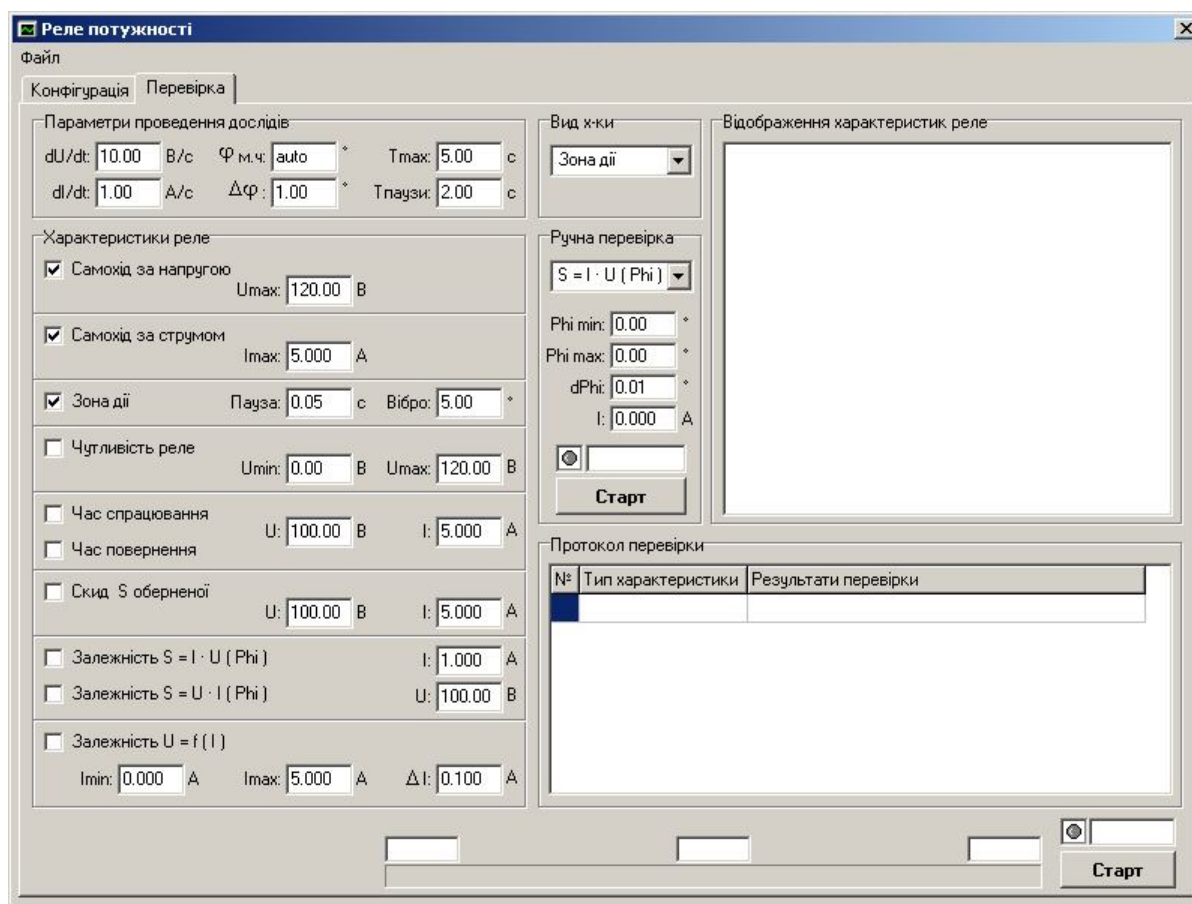 Реле потужності
Файл
Конфігурація Перевірка
Параметри проведення дослідів
dU/dt: 10.00 В/с φ м.ч: auto ° Tmax: 5.00 с
dI/dt: 1.00 А/с Δφ : 1.00 ° Tпаузи: 2.00 с
Характеристики реле
Самохід за напругою
Umax: 120.00 В
Самохід за струмом
Imax: 5.000 А
Зона дії Пауза: 0.05 с Вібро: 5.00 °
Чутливість реле
Umin: 0.00 В Umax: 120.00 В
Час спрацювання
U: 100.00 В I: 5.000 А
Час повернення
Скид S оберненої
U: 100.00 В I: 5.000 А
Залежність S = I · U ( Phi ) I: 1.000 А
Залежність S = U · I ( Phi ) U: 100.00 В
Залежність U = f ( I )
Imin: 0.000 А Imax: 5.000 А Δ I: 0.100 А
Вид х-ки
Зона дії
Ручна перевірка
S = I · U ( Phi )
Phi min: 0.00 °
Phi max: 0.00 °
dPhi: 0.01 °
I: 0.000 А
Старт
Відображення характеристик реле
Протокол перевірки
№ Тип характеристики Результати перевірки
Старт